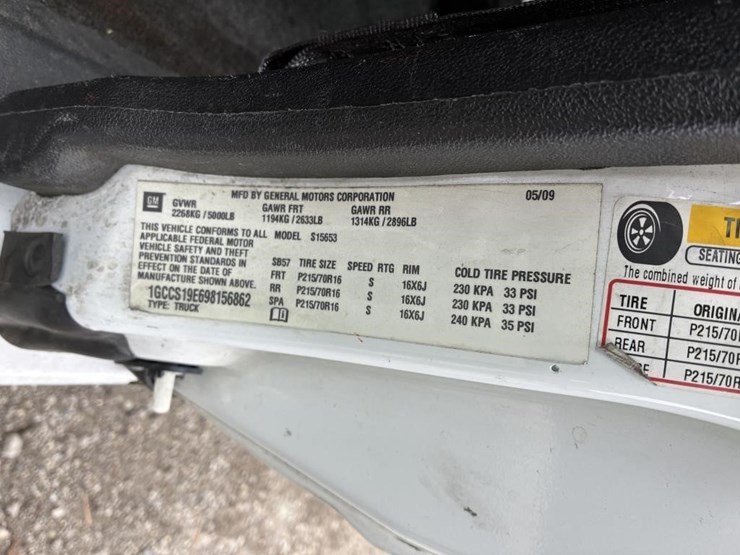 GM
MFD BY GENERAL MOTORS CORPORATION 05/09
GVWR GAWR FRT GAWR RR
2268KG / 5000LB 1194KG / 2633LB 1314KG / 2896LB
THIS VEHICLE CONFORMS TO ALL MODEL S15653
APPLICABLE FEDERAL MOTOR
VEHICLE SAFETY AND THEFT
PREVENTION STANDARDS IN
EFFECT ON THE DATE OF
MANUFACTURE SHOWN ABOVE.
1GCCS19E698156862
TYPE: TRUCK
SB57 TIRE SIZE SPEED RTG RIM COLD TIRE PRESSURE
FRT P215/70R16 S 16X6J 230 KPA 33 PSI
RR P215/70R16 S 16X6J 230 KPA 33 PSI
SPA P215/70R16 S 16X6J 240 KPA 35 PSI
TI
SEATING
The combined weight of
TIRE ORIGINA
FRONT P215/70
REAR P215/70R
E P215/70R